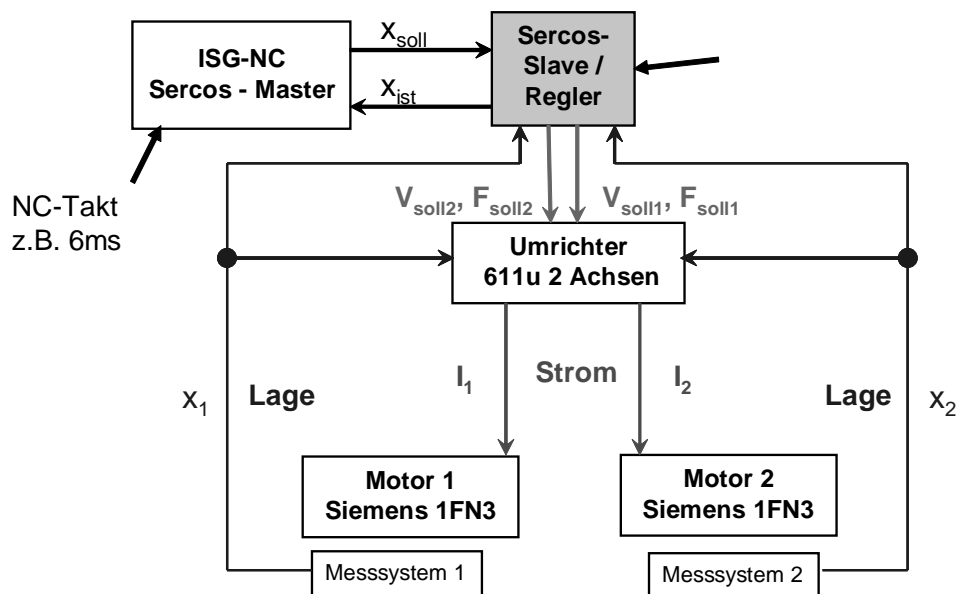 x_soll
ISG-NC
Sercos - Master
x_ist
Sercos-
Slave /
Regler
NC-Takt
z.B. 6ms
V_soll2, F_soll2
V_soll1, F_soll1
Umrichter
611u 2 Achsen
x_1
Lage
I_1
Strom
I_2
Lage
x_2
Motor 1
Siemens 1FN3
Motor 2
Siemens 1FN3
Messsystem 1
Messsystem 2